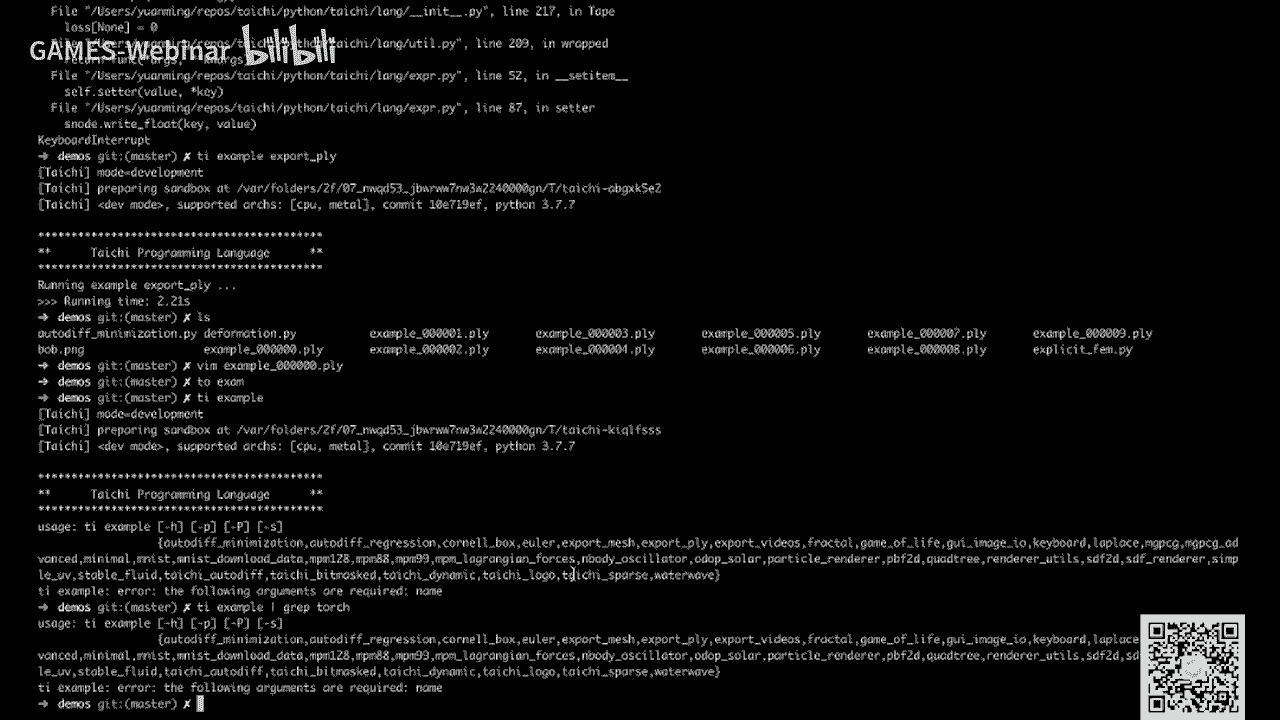 File "/Users/yuanming/repos/taichi/python/taichi/lang/__init__.py", line 217, in Tape
loss[None] = 0
GAMES-Webinar bilibili
taichi/lang/util.py", line 209, in wrapped
File "/Users/yuanming/repos/taichi/python/taichi/lang/expr.py", line 52, in __setitem__
self.setter(value, *key)
File "/Users/yuanming/repos/taichi/python/taichi/lang/expr.py", line 87, in setter
snode.write_float(key, value)
KeyboardInterrupt
➜ demos git:(master) ✗ ti example export_ply
[Taichi] mode=development
[Taichi] preparing sandbox at /var/folders/2f/07_nwqd53_jbwrww7nw3w2240000gn/T/taichi-abgxk5e2
[Taichi] <dev mode>, supported archs: [cpu, metal], commit 10e719ef, python 3.7.7
*******************************************
** Taichi Programming Language **
*******************************************
Running example export_ply ...
>>> Running time: 2.21s
➜ demos git:(master) ✗ ls
autodiff_minimization.py deformation.py example_000001.ply example_000003.ply example_000005.ply example_000007.ply example_000009.ply
bob.png example_000000.ply example_000002.ply example_000004.ply example_000006.ply example_000008.ply explicit_fem.py
➜ demos git:(master) ✗ vim example_000000.ply
➜ demos git:(master) ✗ to exam
➜ demos git:(master) ✗ ti example
[Taichi] mode=development
[Taichi] preparing sandbox at /var/folders/2f/07_nwqd53_jbwrww7nw3w2240000gn/T/taichi-kiqlfsss
[Taichi] <dev mode>, supported archs: [cpu, metal], commit 10e719ef, python 3.7.7
*******************************************
** Taichi Programming Language **
*******************************************
usage: ti example [-h] [-p] [-P] [-s]
{autodiff_minimization,autodiff_regression,cornell_box,euler,export_mesh,export_ply,export_videos,fractal,game_of_life,gui_image_io,keyboard,laplace,mgpcg,mgpcg_ad
vanced,minimal,mnist,mnist_download_data,mpm128,mpm88,mpm99,mpm_lagrangian_forces,nbody_oscillator,odop_solar,particle_renderer,pbf2d,quadtree,renderer_utils,sdf2d,sdf_renderer,simp
le_uv,stable_fluid,taichi_autodiff,taichi_bitmasked,taichi_dynamic,taichi_logo,taichi_sparse,waterwave}
ti example: error: the following arguments are required: name
➜ demos git:(master) ✗ ti example | grep torch
usage: ti example [-h] [-p] [-P] [-s]
{autodiff_minimization,autodiff_regression,cornell_box,euler,export_mesh,export_ply,export_videos,fractal,game_of_life,gui_image_io,keyboard,laplace
vanced,minimal,mnist,mnist_download_data,mpm128,mpm88,mpm99,mpm_lagrangian_forces,nbody_oscillator,odop_solar,particle_renderer,pbf2d,quadtree,renderer_utils,sdf2d,sd
le_uv,stable_fluid,taichi_autodiff,taichi_bitmasked,taichi_dynamic,taichi_logo,taichi_sparse,waterwave}
ti example: error: the following arguments are required: name
➜ demos git:(master) ✗